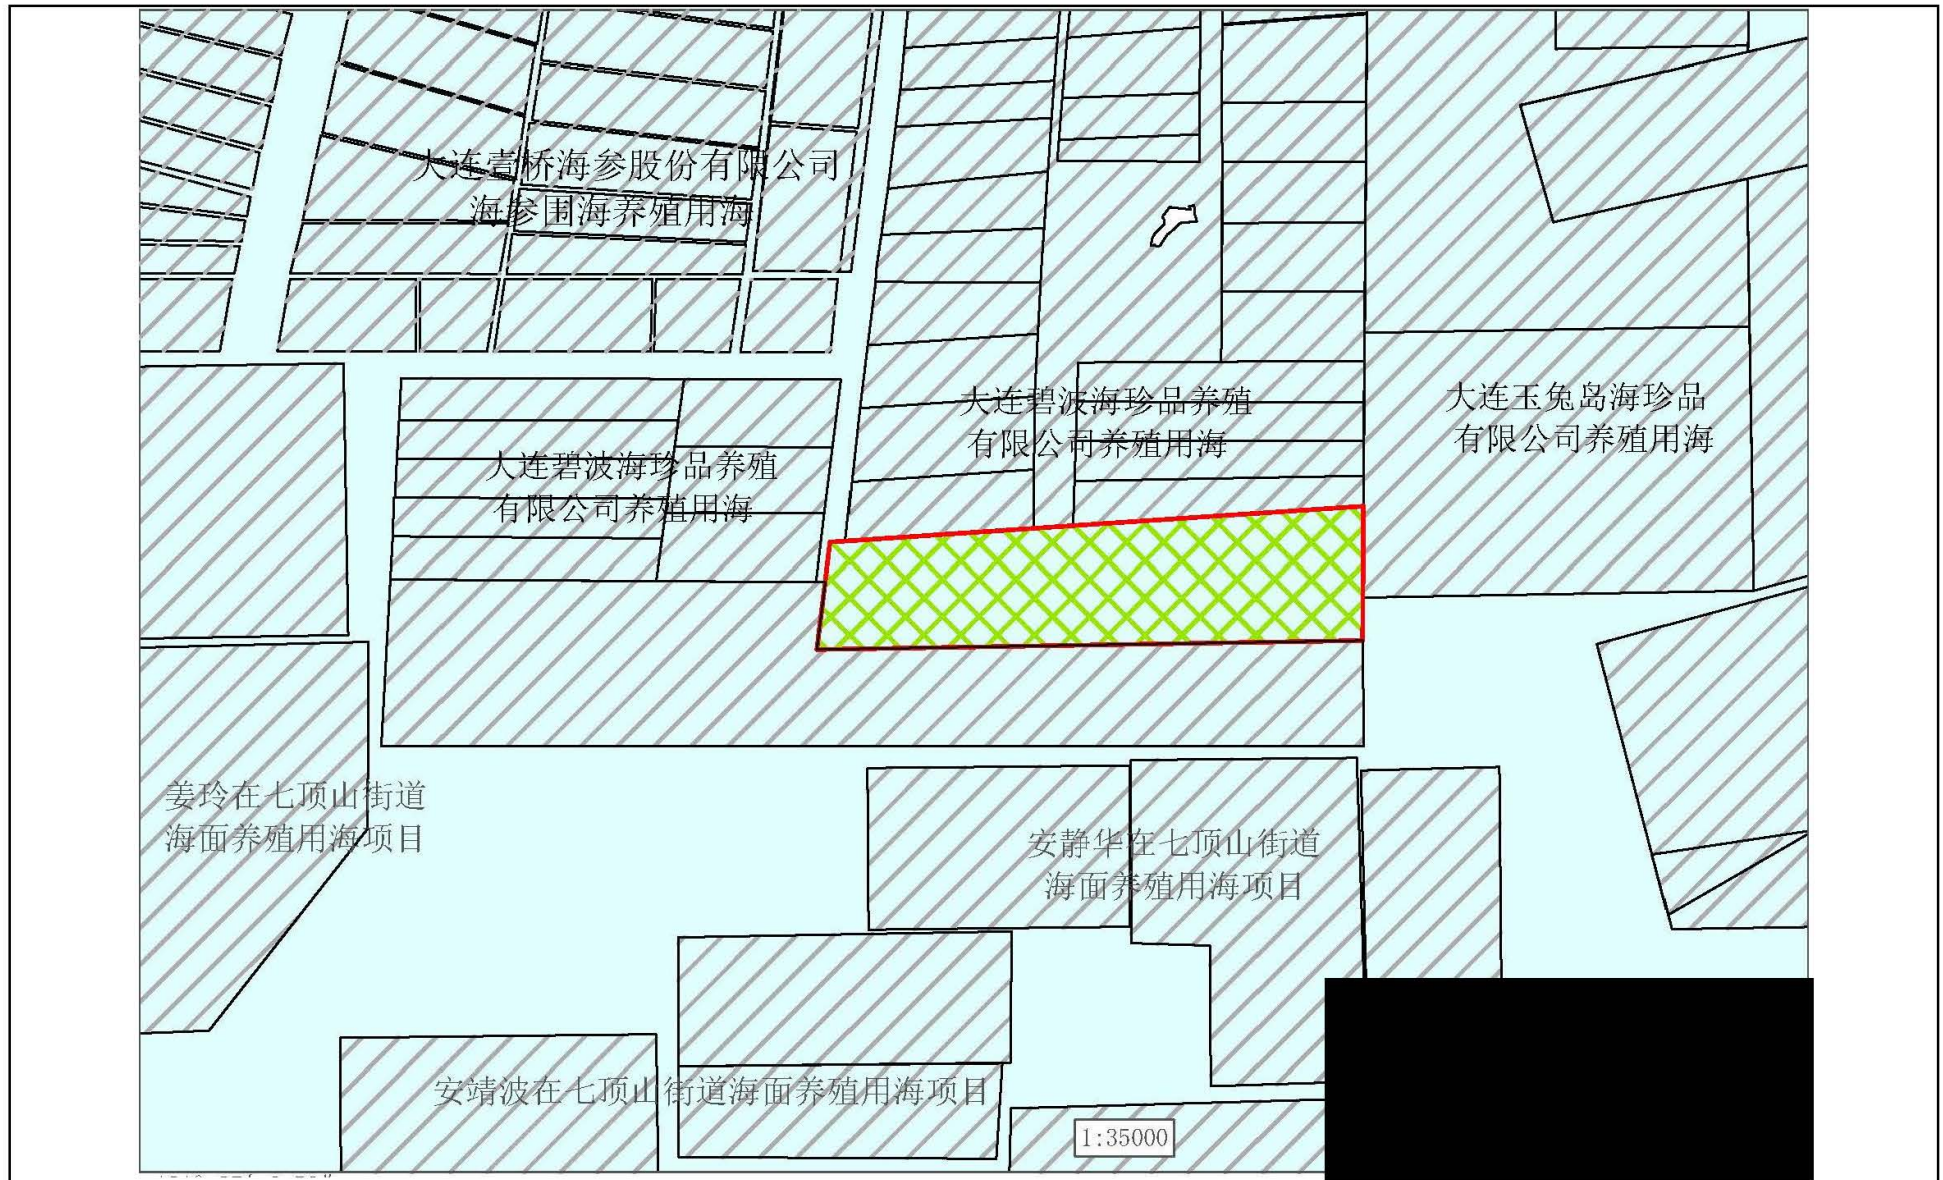 大连壹桥海参股份有限公司
海参围海养殖用海
大连碧波海珍品养殖
有限公司养殖用海
大连碧波海珍品养殖
有限公司养殖用海
大连玉兔岛海珍品
有限公司养殖用海
姜玲在七顶山街道
海面养殖用海项目
安静华在七顶山街道
海面养殖用海项目
安靖波在七顶山街道海面养殖用海项目
1:35000